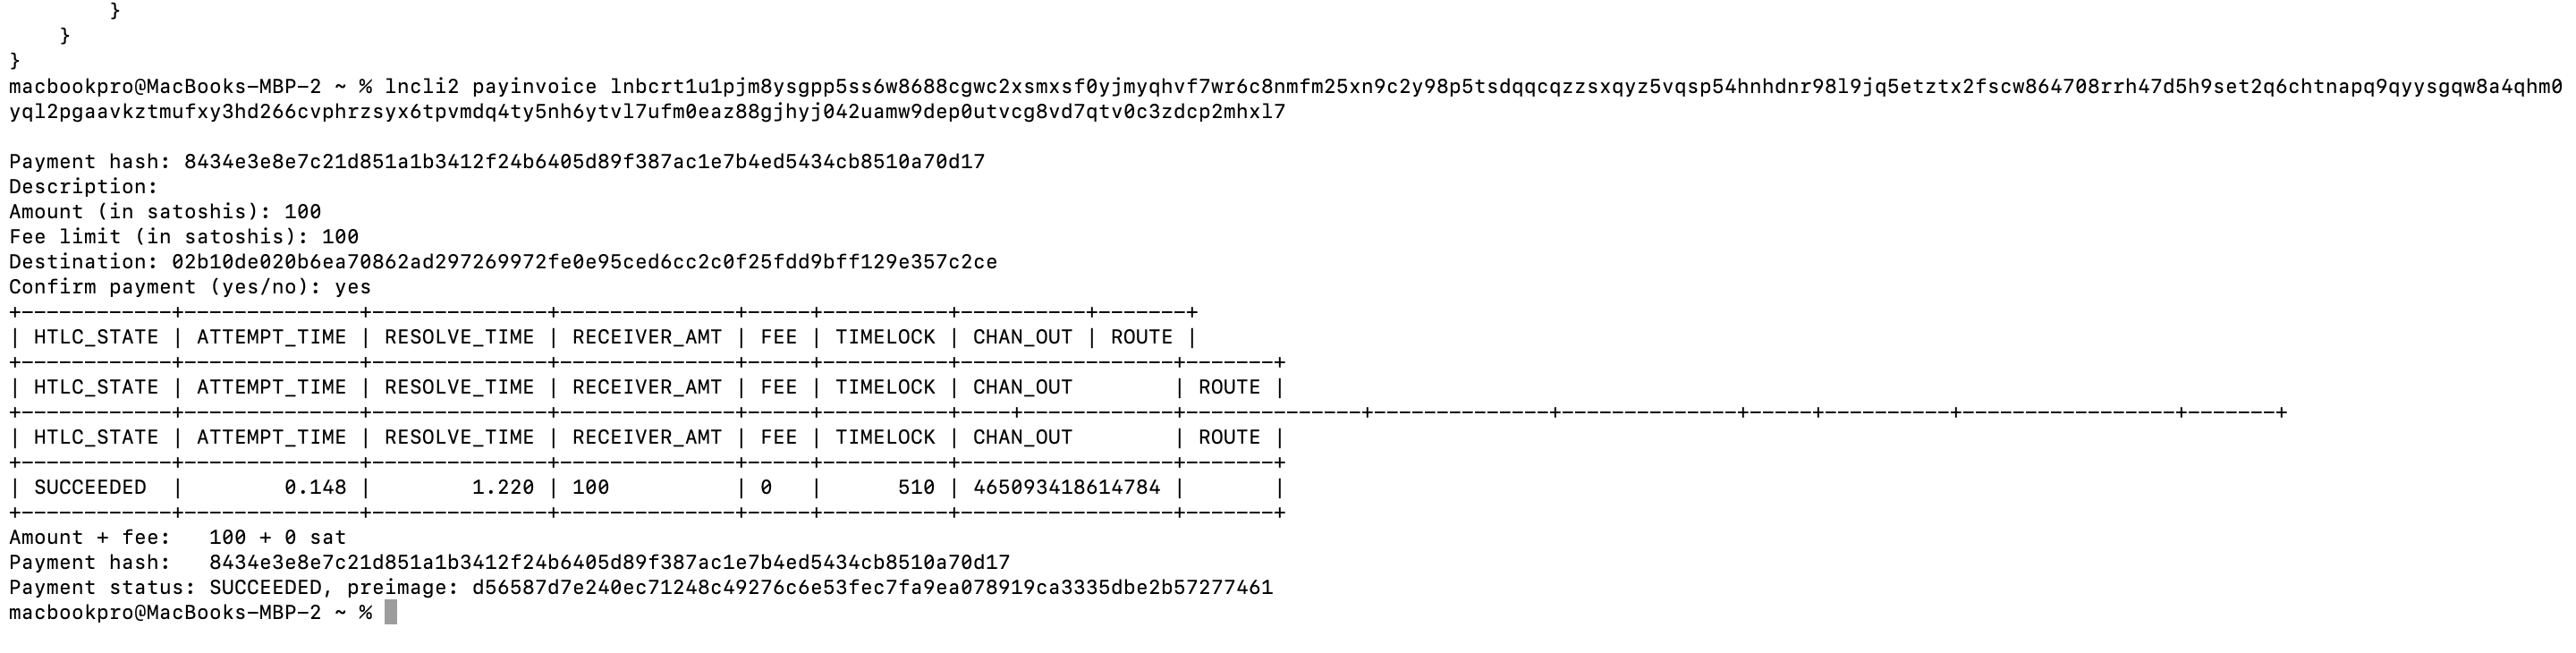 }
    }
}
macbookpro@MacBooks-MBP-2 ~ % lncli2 payinvoice lnbcrt1u1pjm8ysgpp5ss6w8688cgwc2xsmxsf0yjmyqhvf7wr6c8nmfm25xn9c2y98p5tsdqqcqzzsxqyz5vqsp54hnhdnr98l9jq5etztx2fscw864708rrh47d5h9set2q6chtnapq9qyysgqw8a4qhm0
yql2pgaavkztmufxy3hd266cvphrzsyx6tpvmdq4ty5nh6ytvl7ufm0eaz88gjhyj042uamw9dep0utvcg8vd7qtv0c3zdcp2mhxl7

Payment hash: 8434e3e8e7c21d851a1b3412f24b6405d89f387ac1e7b4ed5434cb8510a70d17
Description:
Amount (in satoshis): 100
Fee limit (in satoshis): 100
Destination: 02b10de020b6ea70862ad297269972fe0e95ced6cc2c0f25fdd9bff129e357c2ce
Confirm payment (yes/no): yes
+------------+--------------+--------------+--------------+-----+----------+----------+-------+
| HTLC_STATE | ATTEMPT_TIME | RESOLVE_TIME | RECEIVER_AMT | FEE | TIMELOCK | CHAN_OUT | ROUTE |
+------------+--------------+--------------+--------------+-----+----------+-----------------+-------+
| HTLC_STATE | ATTEMPT_TIME | RESOLVE_TIME | RECEIVER_AMT | FEE | TIMELOCK | CHAN_OUT        | ROUTE |
+------------+--------------+--------------+--------------+-----+----------+----+------------+--------------+--------------+--------------+-----+----------+-----------------+-------+
| HTLC_STATE | ATTEMPT_TIME | RESOLVE_TIME | RECEIVER_AMT | FEE | TIMELOCK | CHAN_OUT        | ROUTE |
+------------+--------------+--------------+--------------+-----+----------+-----------------+-------+
| SUCCEEDED  |        0.148 |        1.220 | 100          | 0   |      510 | 465093418614784 |       |
+------------+--------------+--------------+--------------+-----+----------+-----------------+-------+
Amount + fee:   100 + 0 sat
Payment hash:   8434e3e8e7c21d851a1b3412f24b6405d89f387ac1e7b4ed5434cb8510a70d17
Payment status: SUCCEEDED, preimage: d56587d7e240ec71248c49276c6e53fec7fa9ea078919ca3335dbe2b57277461
macbookpro@MacBooks-MBP-2 ~ %